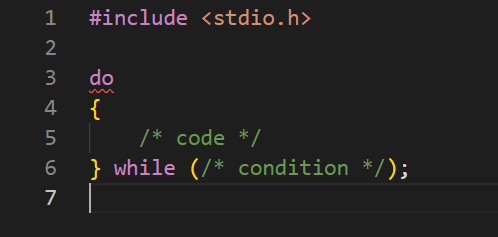 1 #include <stdio.h>
2
3 do
4 {
5     /* code */
6 } while (/* condition */);
7